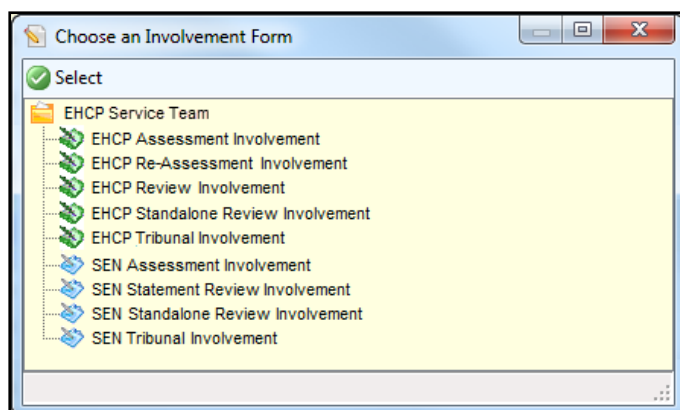 Choose an Involvement Form
Select
EHCP Service Team
EHCP Assessment Involvement
EHCP Re-Assessment Involvement
EHCP Review Involvement
EHCP Standalone Review Involvement
EHCP Tribunal Involvement
SEN Assessment Involvement
SEN Statement Review Involvement
SEN Standalone Review Involvement
SEN Tribunal Involvement